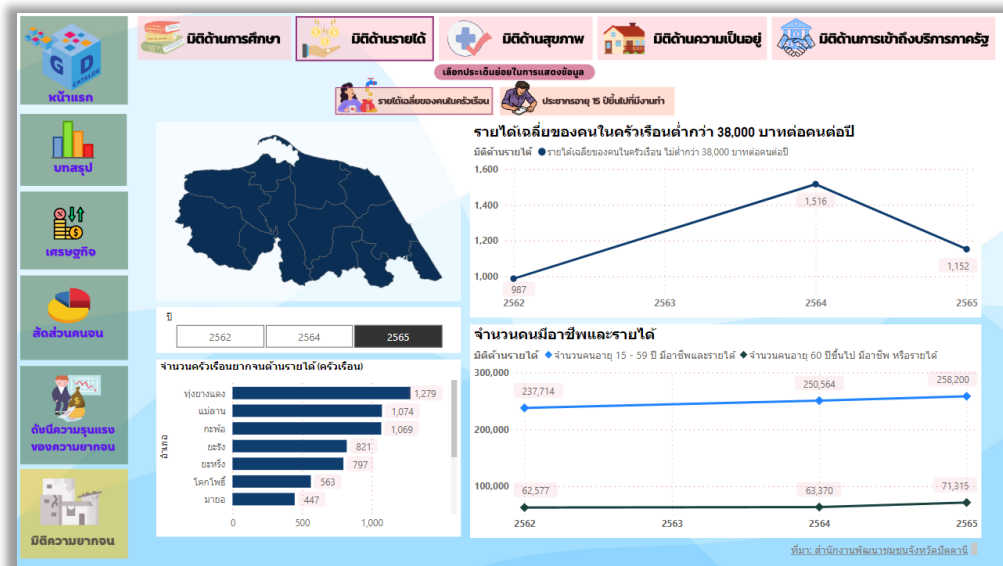 มิติด้านการศึกษา
มิติด้านรายได้
มิติด้านสุขภาพ
มิติด้านความเป็นอยู่
มิติด้านการเข้าถึงบริการภาครัฐ
G D
CATALOG
หน้าแรก
เลือกประเด็นย่อยในการแสดงข้อมูล
รายได้เฉลี่ยของคนในครัวเรือน
ประชากรอายุ 15 ปีขึ้นไปที่มีงานทำ
บทสรุป
เศรษฐกิจ
สัดส่วนคนจน
ดัชนีความรุนแรง
ของความยากจน
มิติความยากจน
รายได้เฉลี่ยของคนในครัวเรือนต่ำกว่า 38,000 บาทต่อคนต่อปี
มิติด้านรายได้ รายได้เฉลี่ยของคนในครัวเรือน ไม่ต่ำกว่า 38,000 บาทต่อคนต่อปี
1,600
1,400
1,200
1,000
1,516
1,152
987
2562 2563 2564 2565
ปี
2562 2564 2565
จำนวนครัวเรือนยากจนด้านรายได้ (ครัวเรือน)
อำเภอ
ทุ่งยางแดง 1,279
แม่ลาน 1,074
กะพ้อ 1,069
ยะรัง 821
ยะหริ่ง 797
โคกโพธิ์ 563
มายอ 447
0 500 1,000
จำนวนคนมีอาชีพและรายได้
มิติด้านรายได้ จำนวนคนอายุ 15 - 59 ปี มีอาชีพและรายได้ จำนวนคนอายุ 60 ปีขึ้นไป มีอาชีพ หรือรายได้
300,000
200,000
100,000
237,714 250,564 258,200
62,577 63,370 71,315
2562 2563 2564 2565
ที่มา: สำนักงานพัฒนาชุมชนจังหวัดปัตตานี